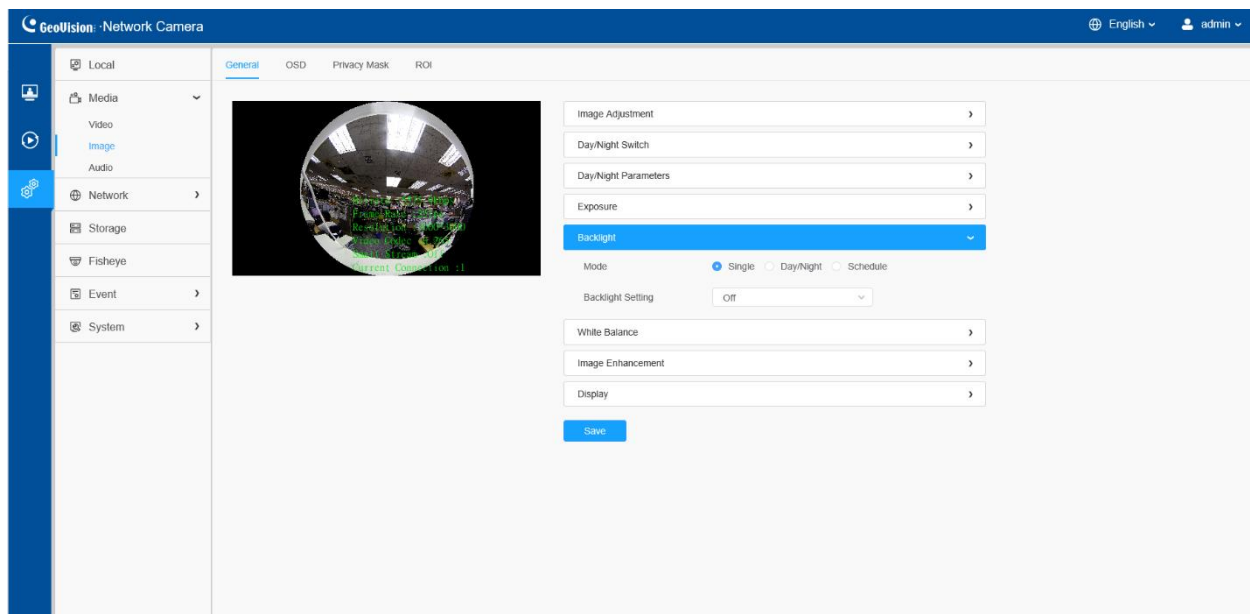 GeoVision: ·Network Camera
English
admin
Local
Media
Video
Image
Audio
Network
Storage
Fisheye
Event
System
General OSD Privacy Mask ROI
Current Connection :1
Image Adjustment
Day/Night Switch
Day/Night Parameters
Exposure
Backlight
Mode Single Day/Night Schedule
Backlight Setting Off
White Balance
Image Enhancement
Display
Save